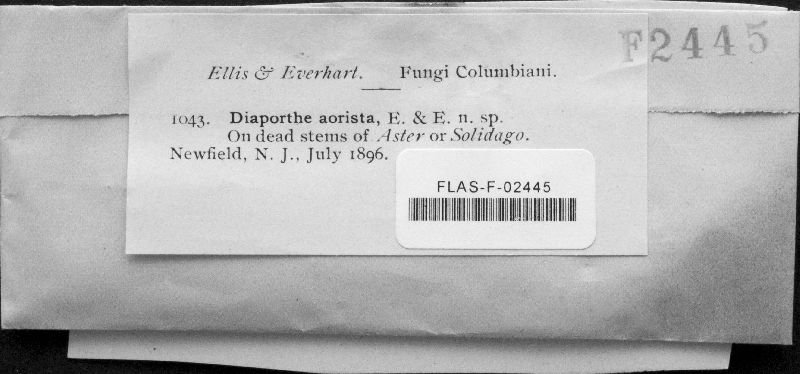 F2445
Ellis & Everhart. Fungi Columbiani.
1043. Diaporthe aorista, E. & E. n. sp.
On dead stems of Aster or Solidago.
Newfield, N. J., July 1896.
FLAS-F-02445